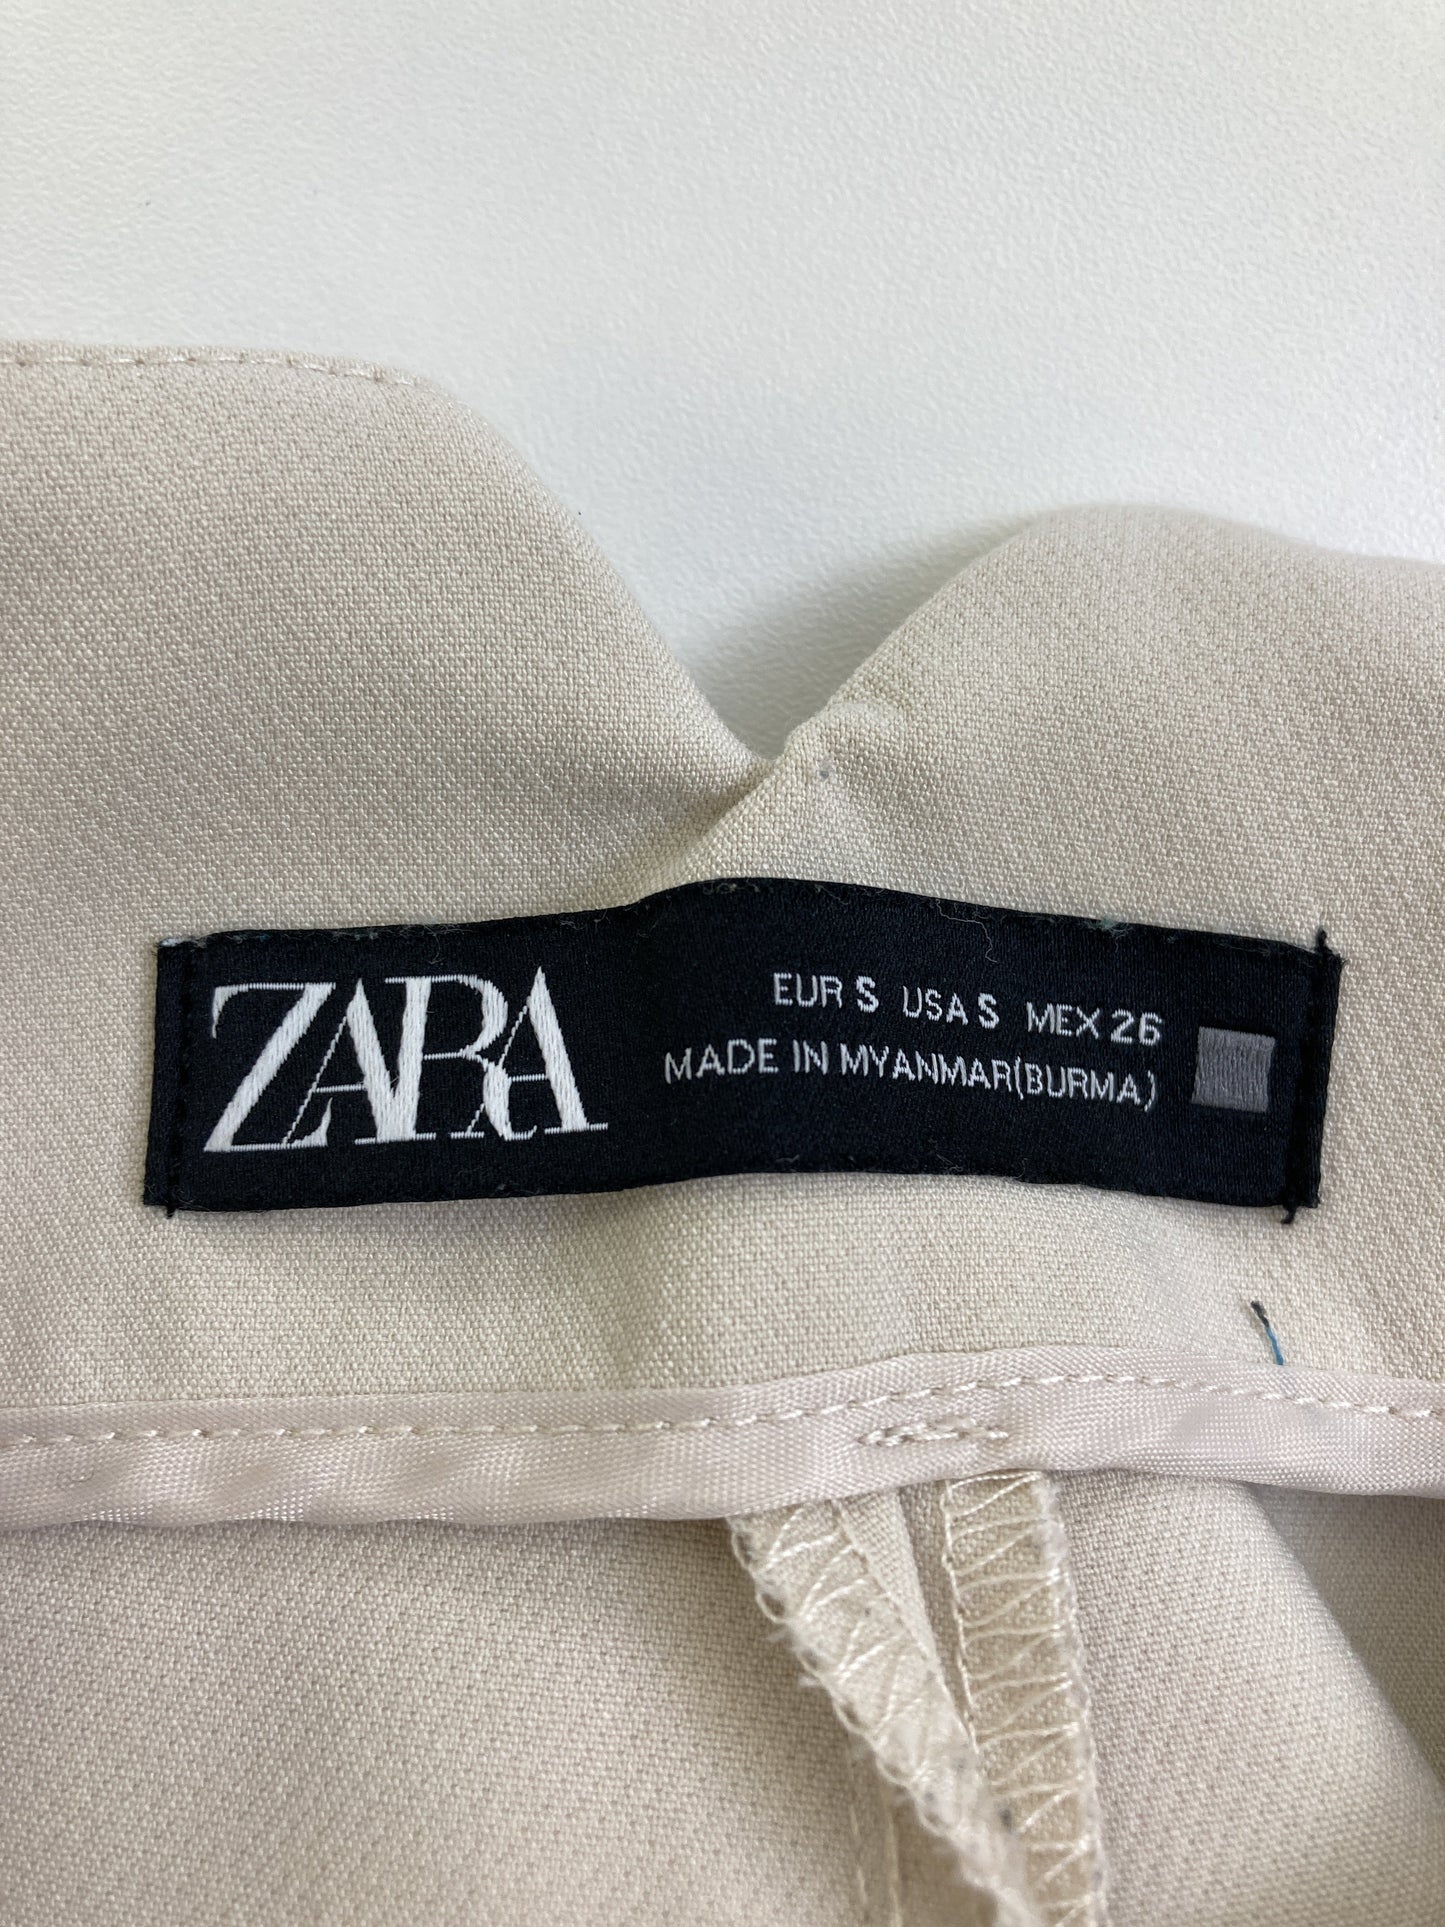 ZARA
EUR S USA S MEX 26
MADE IN MYANMAR(BURMA)